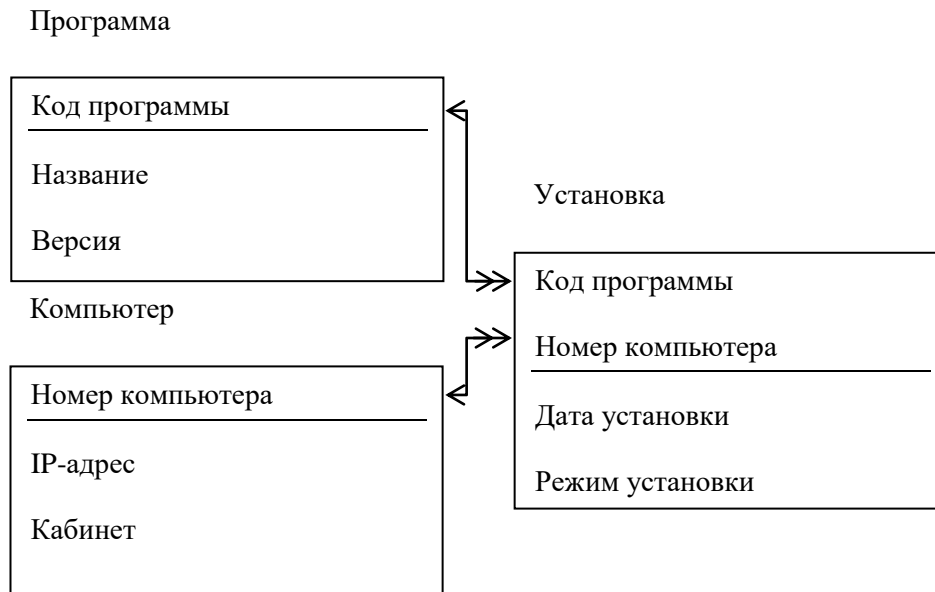 Программа
Код программы
Название
Версия
Компьютер
Номер компьютера
IP-адрес
Кабинет
Установка
Код программы
Номер компьютера
Дата установки
Режим установки